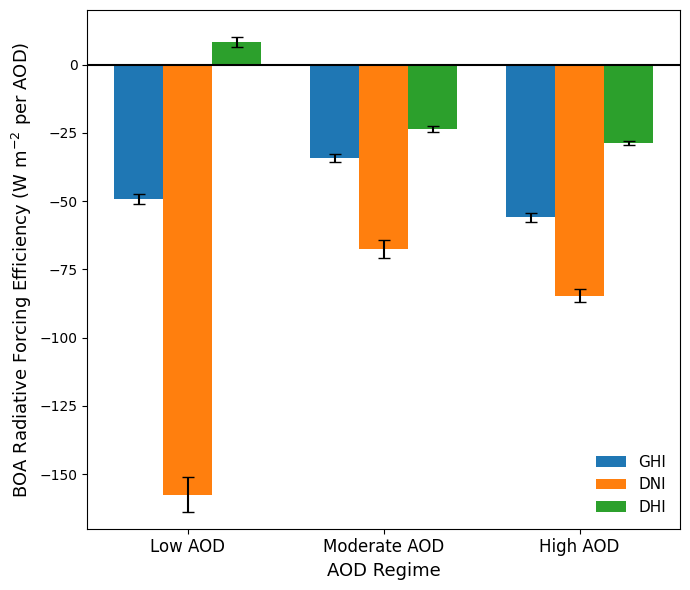 BOA Radiative Forcing Efficiency (W m⁻² per AOD)
0
−25
−50
−75
−100
−125
−150
GHI
DNI
DHI
Low AOD Moderate AOD High AOD
AOD Regime